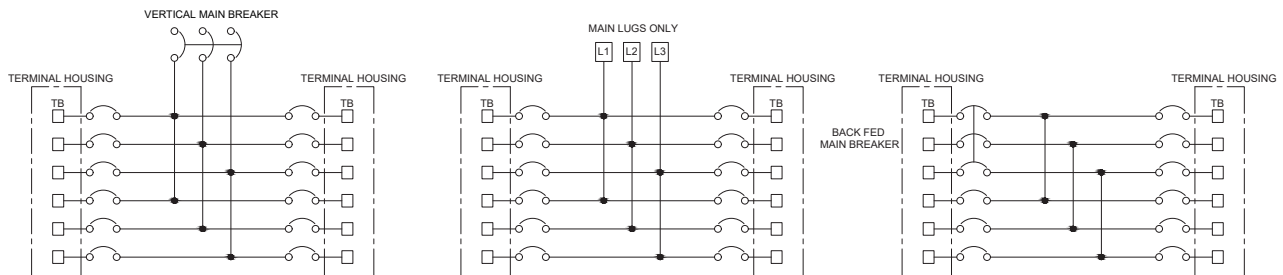 VERTICAL MAIN BREAKER
TERMINAL HOUSING
TERMINAL HOUSING
TB
TB
MAIN LUGS ONLY
L1 L2 L3
TERMINAL HOUSING
TERMINAL HOUSING
TB
TB
TERMINAL HOUSING
TERMINAL HOUSING
TB
TB
BACK FED
MAIN BREAKER